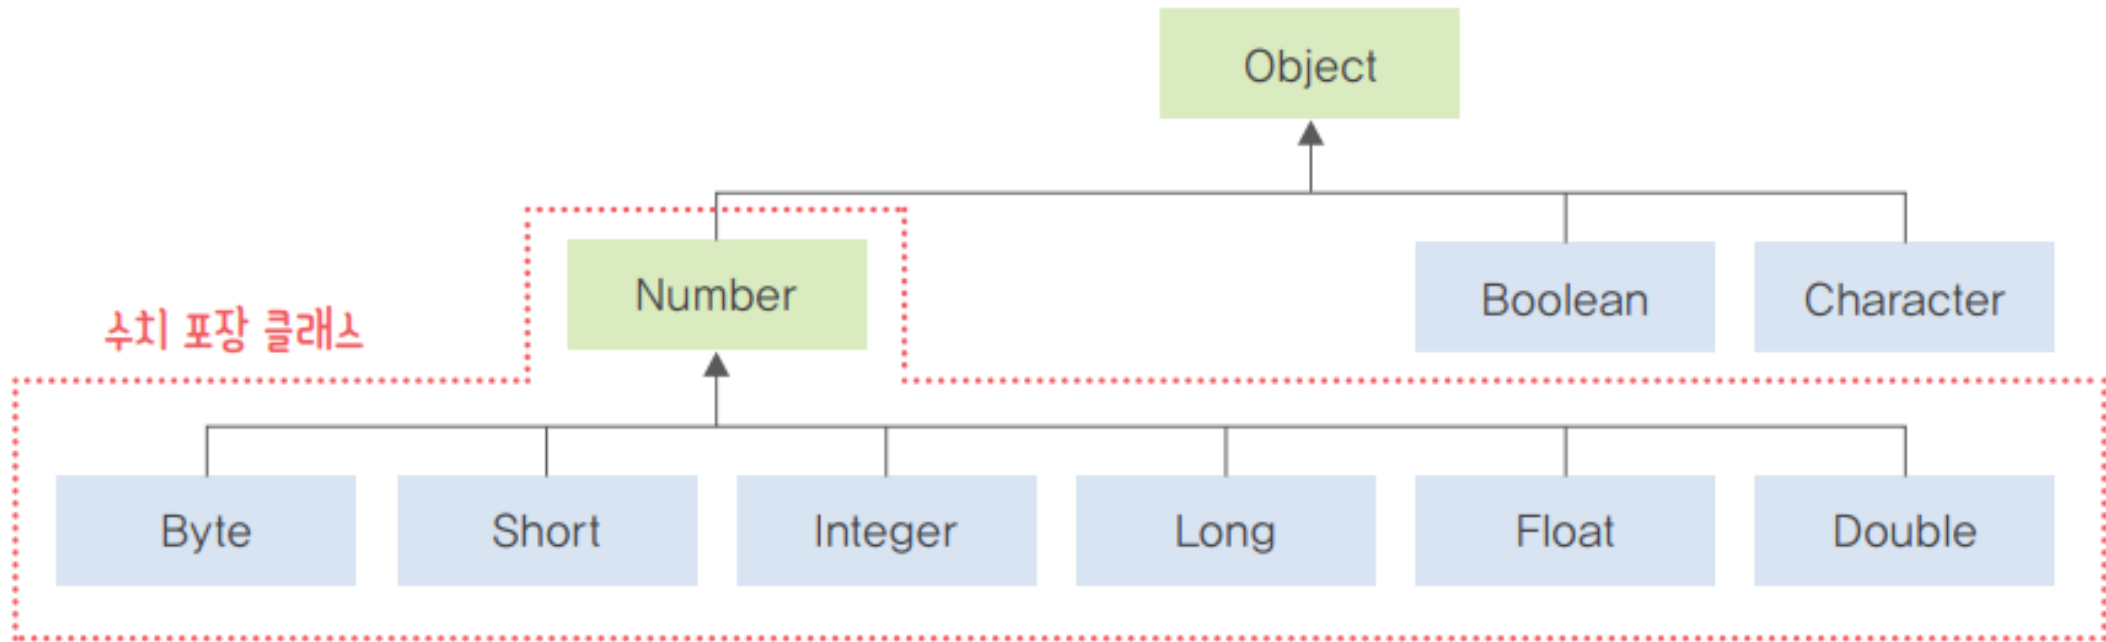 Object
Number
Boolean
Character
수치 포장 클래스
Byte
Short
Integer
Long
Float
Double